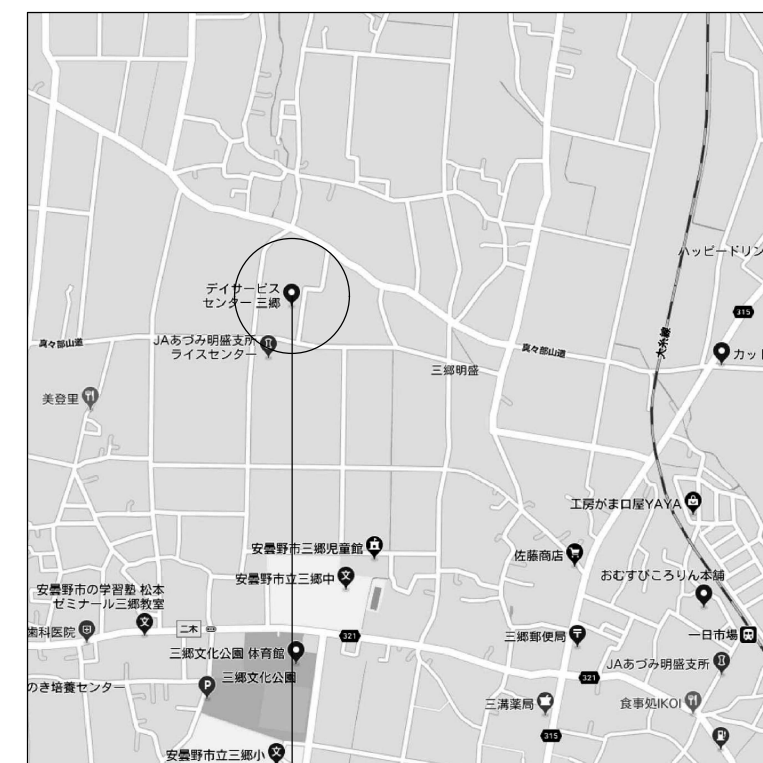 ハッピードリン
デイサービス
センター 三郷
315
真々部山道
JAあづみ明盛支所
ライスセンター
大糸線
真々部山道
カット
三郷明盛
美登里
工房がま口屋YAYA
安曇野市三郷児童館
佐藤商店
安曇野市立三郷中
おむすびころりん本舗
安曇野市の学習塾 松本
ゼミナール三郷教室
歯科医院
二木
321
三郷郵便局
一日市場
三郷文化公園 体育館
JAあづみ明盛支所
三郷文化公園
321
のき培養センター
P
三溝薬局
食事処IKOI
315
安曇野市立三郷小